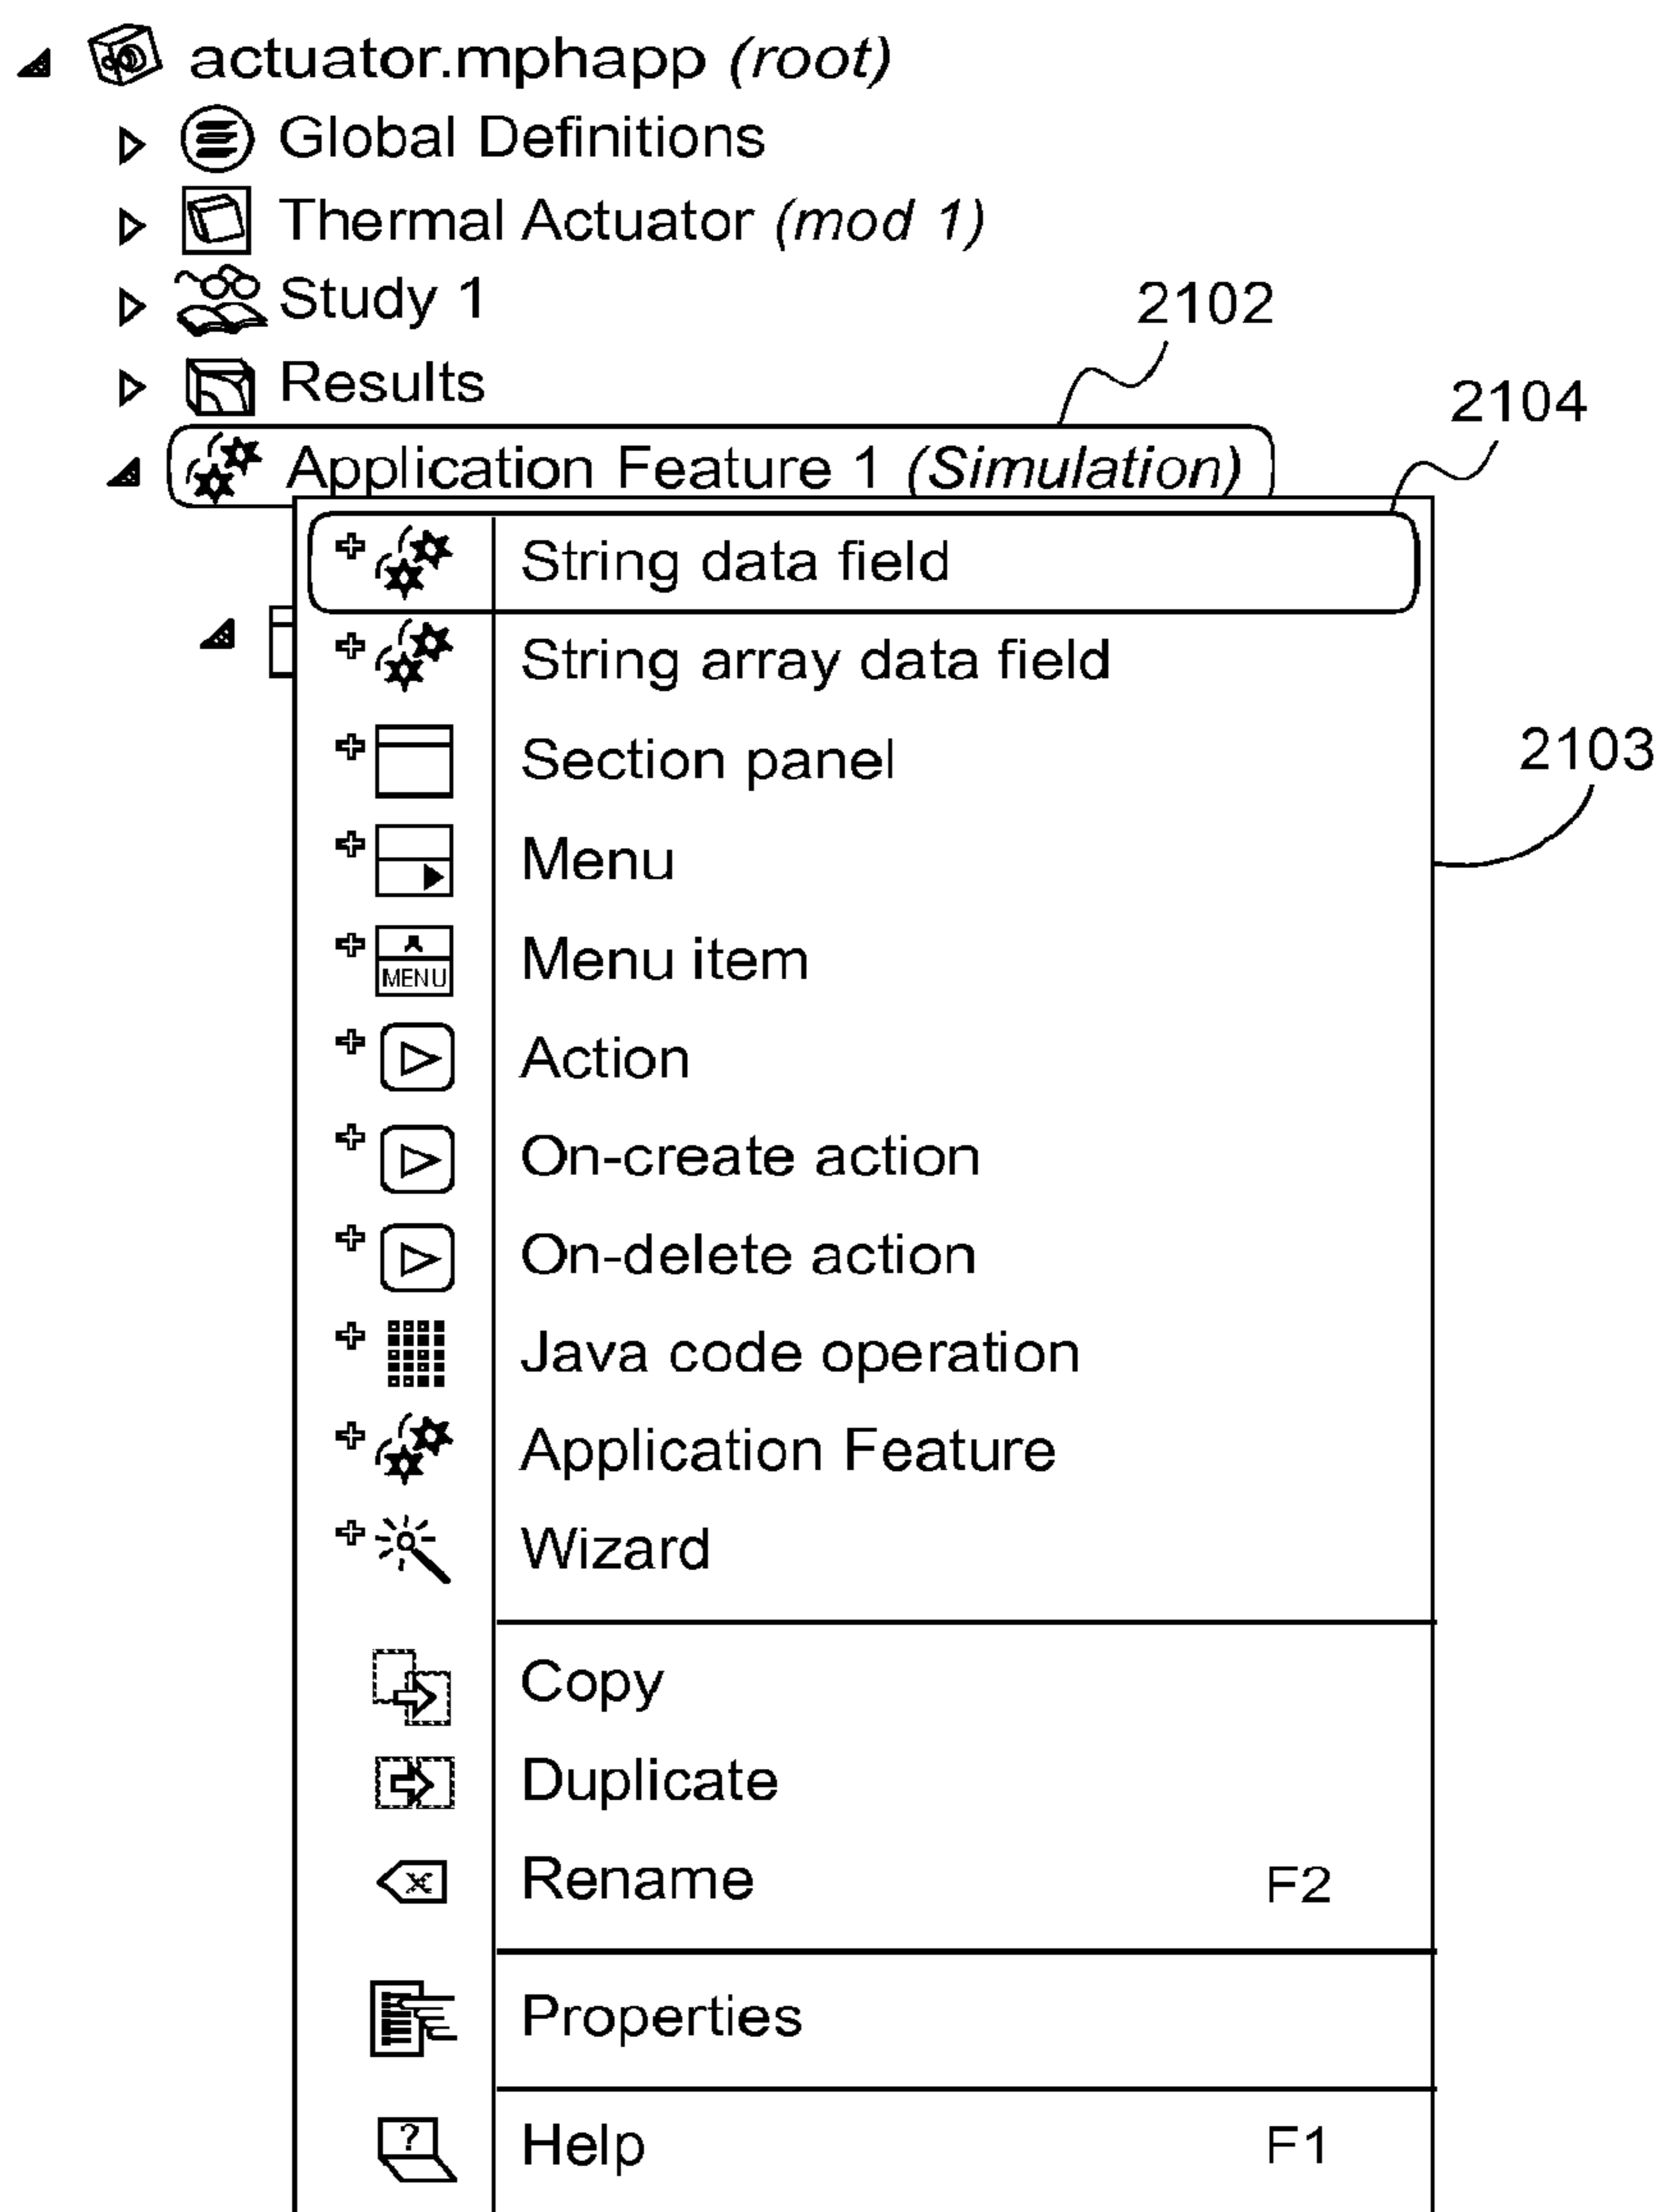 actuator.mphapp (root)
Global Definitions
Thermal Actuator (mod 1)
Study 1
2102
Results
2104
Application Feature 1 (Simulation)
String data field
String array data field
2103
Section panel
Menu
Menu item
MENU
Action
On-create action
On-delete action
Java code operation
Application Feature
Wizard
Copy
Duplicate
Rename F2
Properties
? Help F1